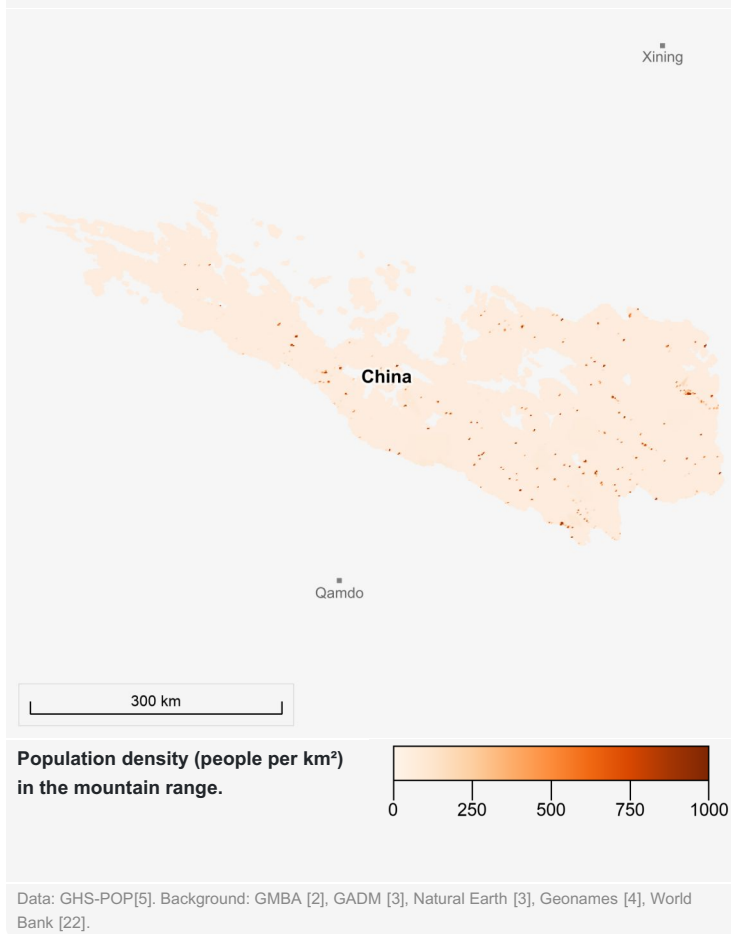 Xining
China
Qamdo
300 km
Population density (people per km²)
in the mountain range.
0 250 500 750 1000
Data: GHS-POP[5]. Background: GMBA [2], GADM [3], Natural Earth [3], Geonames [4], World
Bank [22].